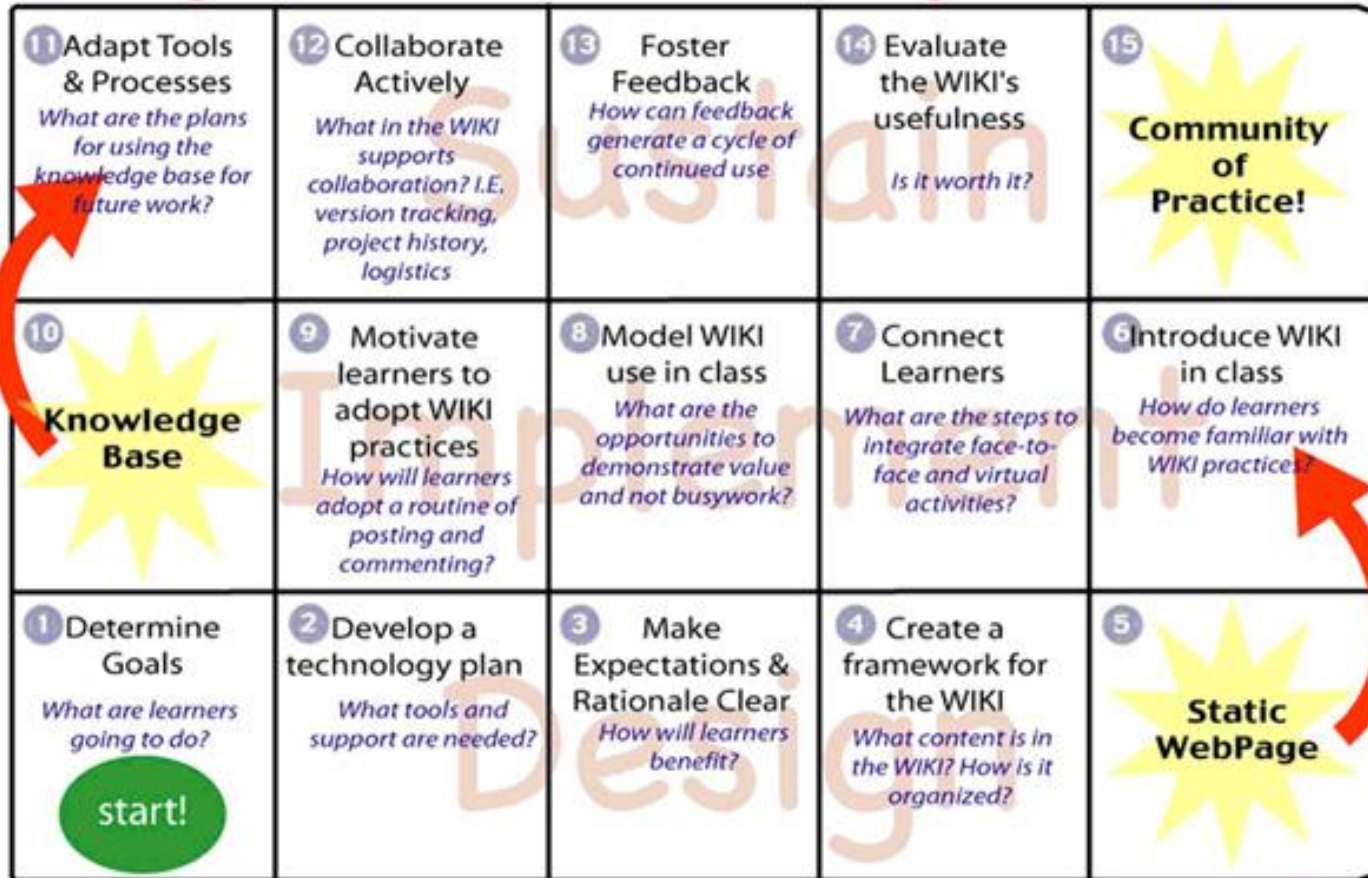 11 Adapt Tools
& Processes
What are the plans
for using the
knowledge base for
future work?
12 Collaborate
Actively
What in the WIKI
supports
collaboration? I.E.
version tracking,
project history,
logistics
13 Foster
Feedback
How can feedback
generate a cycle of
continued use
14 Evaluate
the WIKI's
usefulness
Is it worth it?
15
Community
of
Practice!
Sustain
10
Knowledge
Base
9 Motivate
learners to
adopt WIKI
practices
How will learners
adopt a routine of
posting and
commenting?
8 Model WIKI
use in class
What are the
opportunities to
demonstrate value
and not busywork?
7 Connect
Learners
What are the steps to
integrate face-to-
face and virtual
activities?
6 Introduce WIKI
in class
How do learners
become familiar with
WIKI practices?
Implemnt
1 Determine
Goals
What are learners
going to do?
start!
2 Develop a
technology plan
What tools and
support are needed?
3 Make
Expectations &
Rationale Clear
How will learners
benefit?
4 Create a
framework for
the WIKI
What content is in
the WIKI? How is it
organized?
5
Static
WebPage
Design